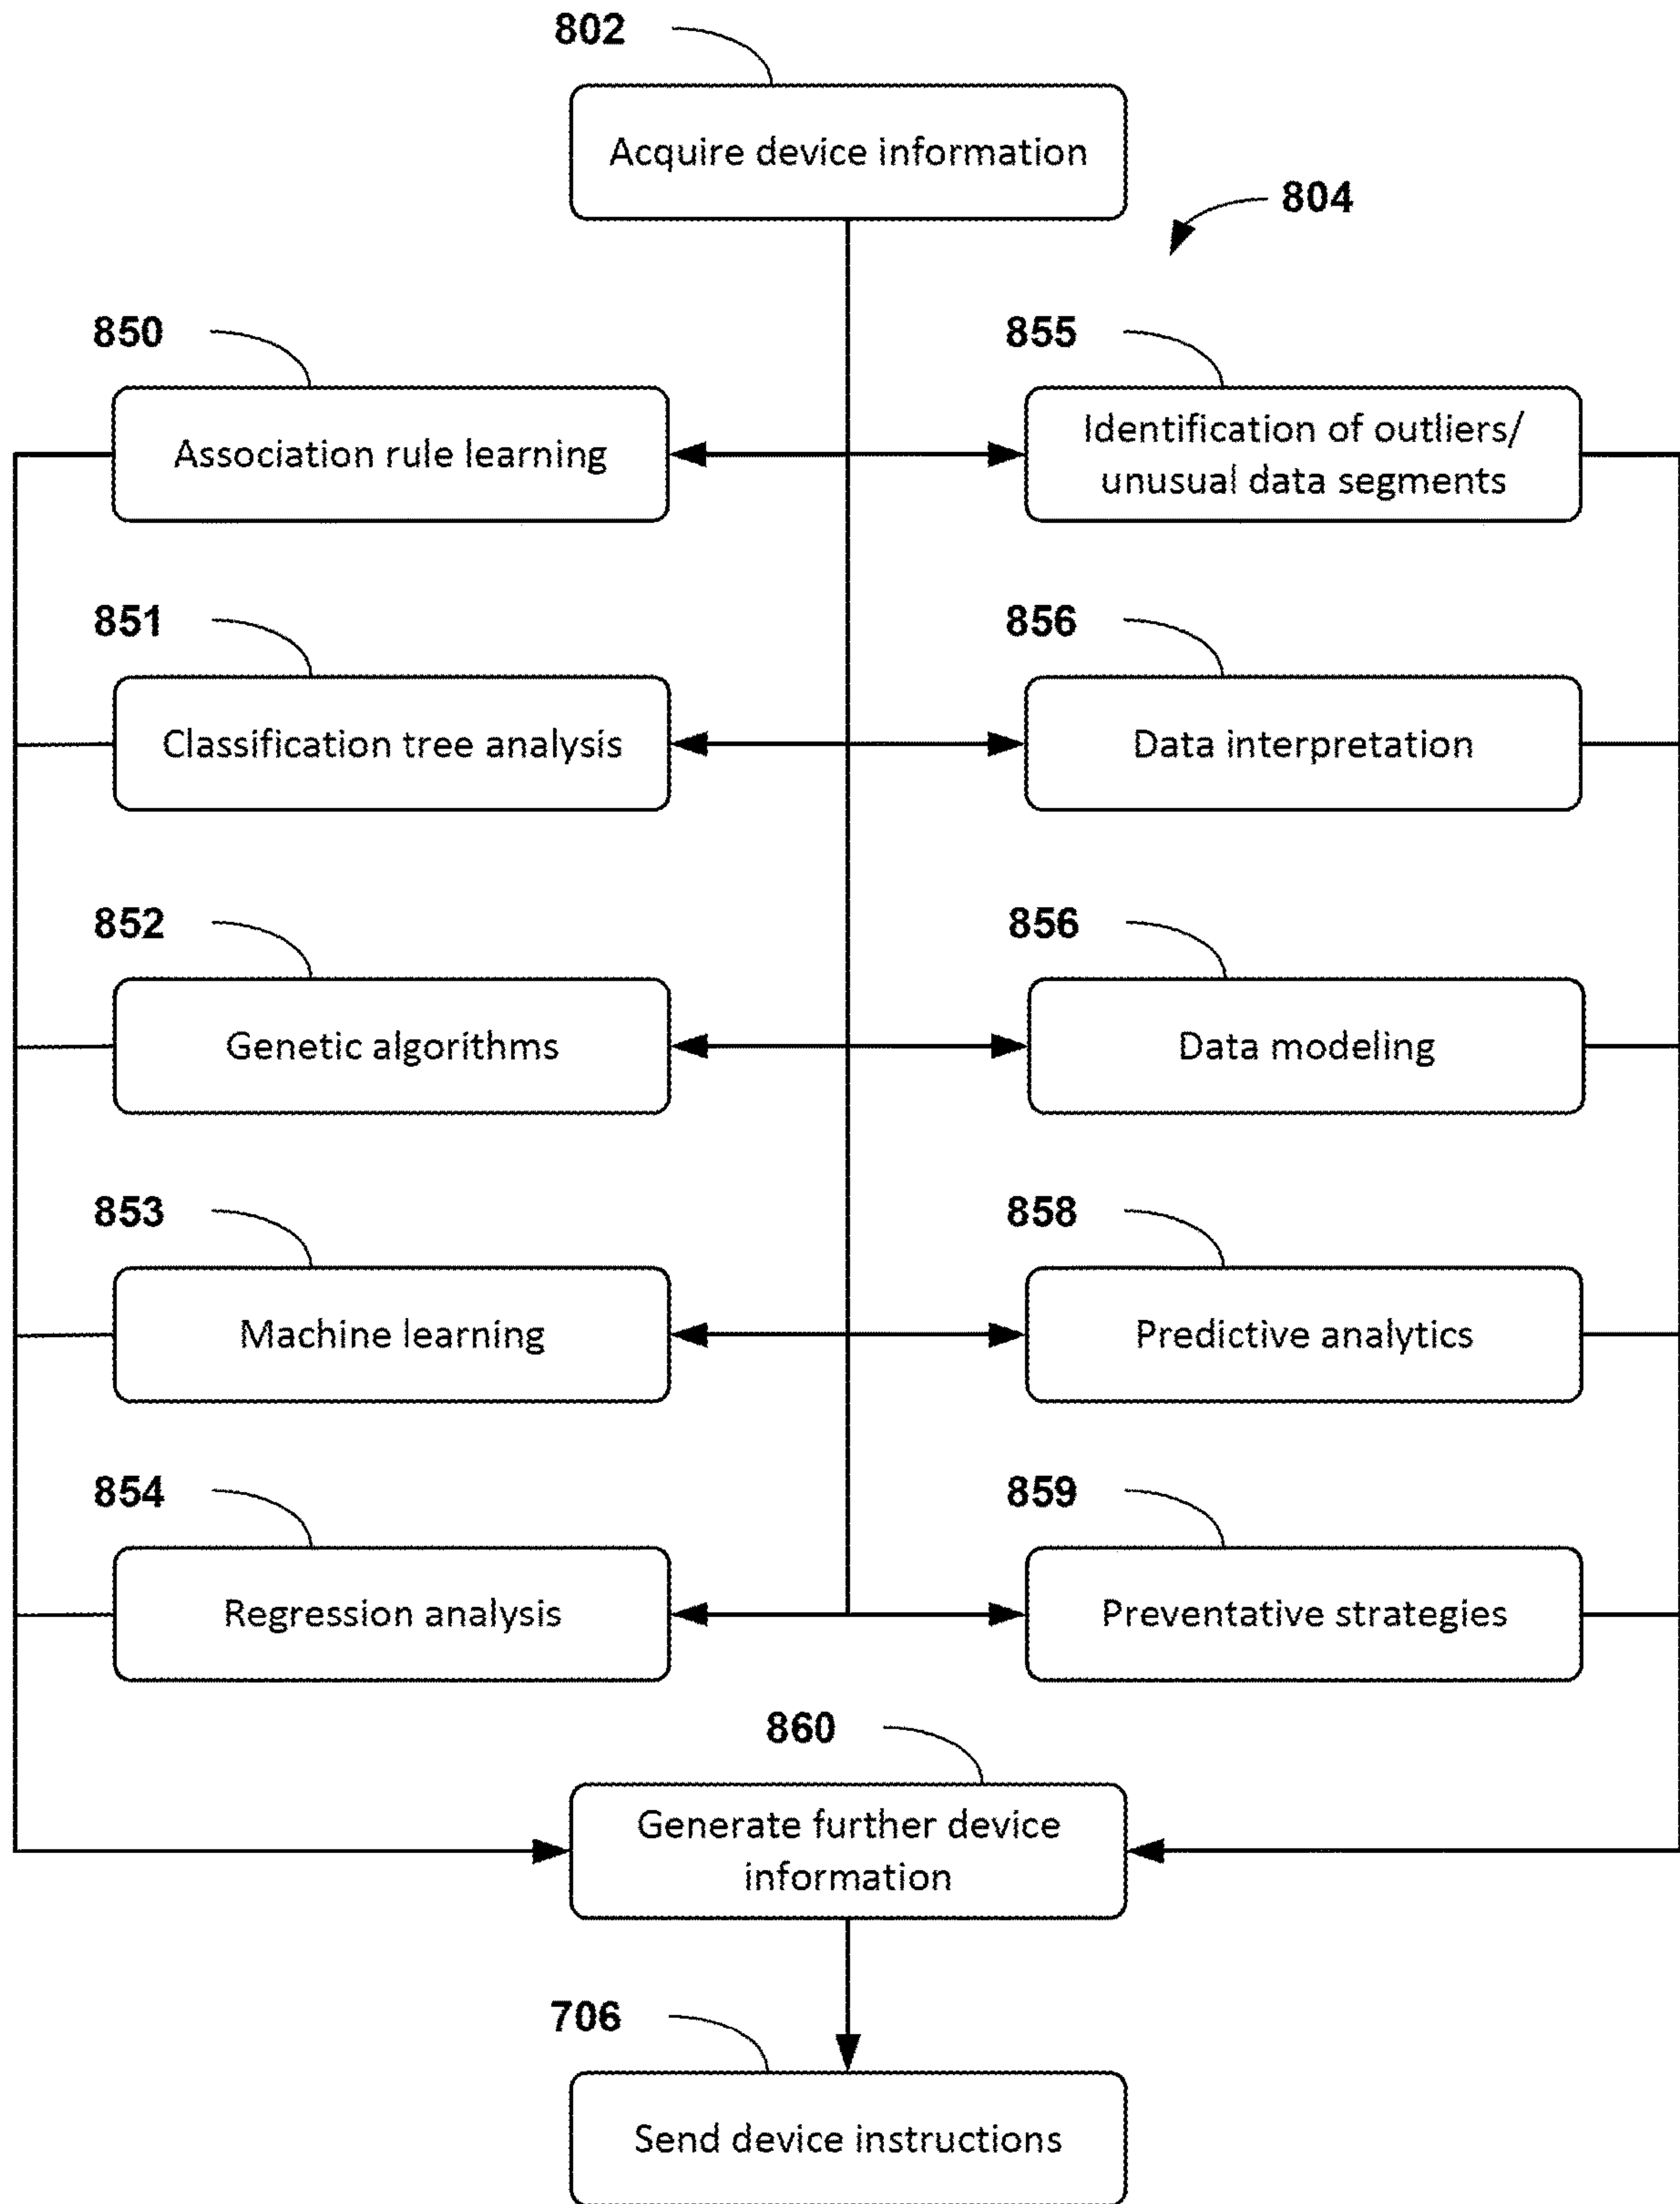 802
Acquire device information
804
850
Association rule learning
855
Identification of outliers/
unusual data segments
851
Classification tree analysis
856
Data interpretation
852
Genetic algorithms
856
Data modeling
853
Machine learning
858
Predictive analytics
854
Regression analysis
859
Preventative strategies
860
Generate further device
information
706
Send device instructions